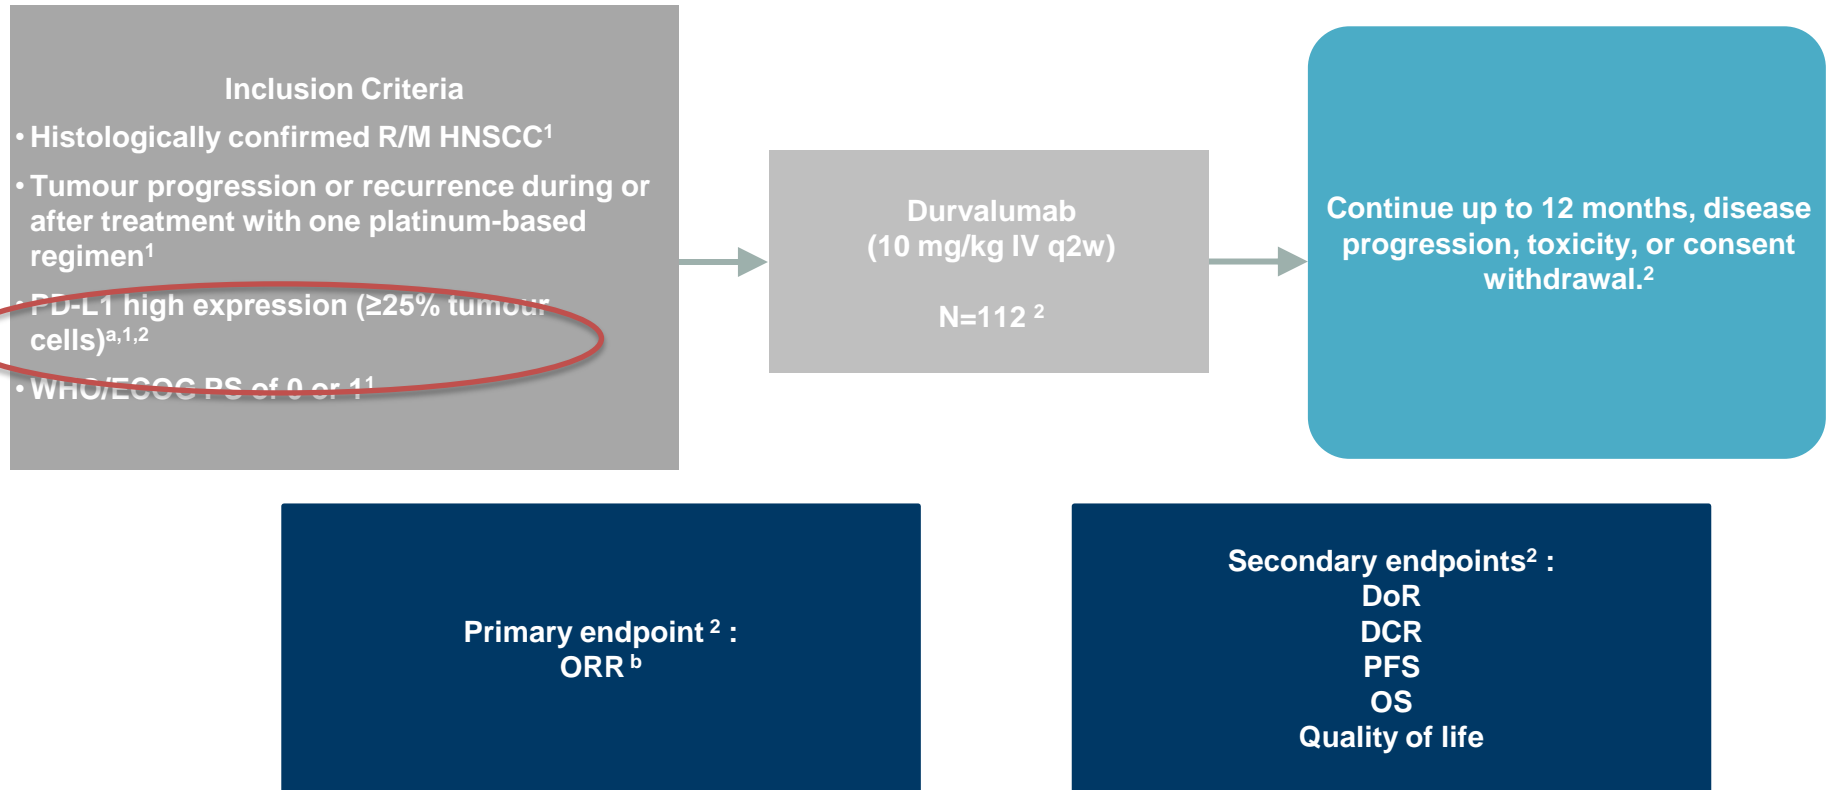 Inclusion Criteria
• Histologically confirmed R/M HNSCC1
• Tumour progression or recurrence during or
after treatment with one platinum-based
regimen1
• PD-L1 high expression (≥25% tumour
cells)a,1,2
• WHO/ECOG PS of 0 or 11
Durvalumab
(10 mg/kg IV q2w)
N=112 2
Continue up to 12 months, disease
progression, toxicity, or consent
withdrawal.2
Primary endpoint 2 :
ORR b
Secondary endpoints2 :
DoR
DCR
PFS
OS
Quality of life